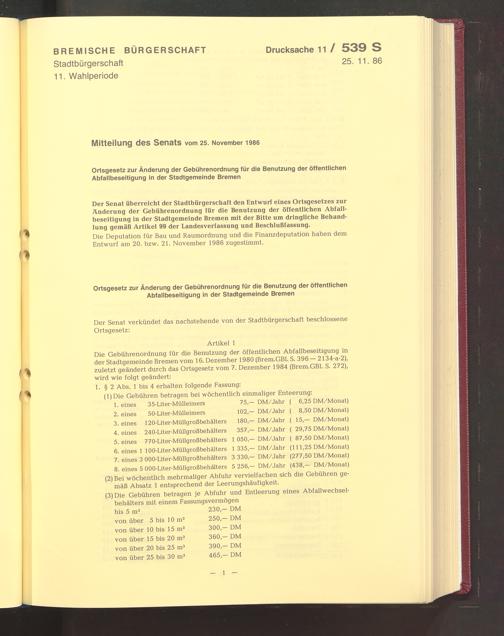 BREMISCHE BÜRGERSCHAFT
Drucksache 11 / 539 S
Stadtbürgerschaft
25. 11. 86
11. Wahlperiode
Mitteilung des Senats vom 25. November 1986
Ortsgesetz zur Änderung der Gebührenordnung für die Benutzung der öffentlichen
Abfallbeseitigung in der Stadtgemeinde Bremen
Der Senat überreicht der Stadtbürgerschaft den Entwurf eines Ortsgesetzes zur
Änderung der Gebührenordnung für die Benutzung der öffentlichen Abfall-
beseitigung in der Stadtgemeinde Bremen mit der Bitte um dringliche Behand-
lung gemäß Artikel 99 der Landesverfassung und Beschlußfassung.
Die Deputation für Bau und Raumordnung und die Finanzdeputation haben dem
Entwurf am 20. bzw. 21. November 1986 zugestimmt.
Ortsgesetz zur Änderung der Gebührenordnung für die Benutzung der öffentlichen
Abfallbeseitigung in der Stadtgemeinde Bremen
Der Senat verkündet das nachstehende von der Stadtbürgerschaft beschlossene
Ortsgesetz:
Artikel 1
Die Gebührenordnung für die Benutzung der öffentlichen Abfallbeseitigung in
der Stadtgemeinde Bremen vom 16. Dezember 1980 (Brem.GBl. S. 396 — 2134-a-2),
zuletzt geändert durch das Ortsgesetz vom 7. Dezember 1984 (Brem.GBl. S. 272),
wird wie folgt geändert:
1. § 2 Abs. 1 bis 4 erhalten folgende Fassung:
(1) Die Gebühren betragen bei wöchentlich einmaliger Entleerung:
1. eines 35-Liter-Mülleimers 75,— DM/Jahr ( 6,25 DM/Monat)
2. eines 50-Liter-Mülleimers 102,— DM/Jahr ( 8,50 DM/Monat)
3. eines 120-Liter-Müllgroßbehälters 180,— DM/Jahr ( 15,— DM/Monat)
4. eines 240-Liter-Müllgroßbehälters 357,— DM/Jahr ( 29,75 DM/Monat)
5. eines 770-Liter-Müllgroßbehälters 1 050,— DM/Jahr ( 87,50 DM/Monat)
6. eines 1 100-Liter-Müllgroßbehälters 1 335,— DM/Jahr (111,25 DM/Monat)
7. eines 3 000-Liter-Müllgroßbehälters 3 330,— DM/Jahr (277,50 DM/Monat)
8. eines 5 000-Liter-Müllgroßbehälters 5 256,— DM/Jahr (438,— DM/Monat)
(2) Bei wöchentlich mehrmaliger Abfuhr vervielfachen sich die Gebühren ge-
mäß Absatz 1 entsprechend der Leerungshäufigkeit.
(3) Die Gebühren betragen je Abfuhr und Entleerung eines Abfallwechsel-
behälters mit einem Fassungsvermögen
bis 5 m³ 230,— DM
von über 5 bis 10 m³ 250,— DM
von über 10 bis 15 m³ 300,— DM
von über 15 bis 20 m³ 360,— DM
von über 20 bis 25 m³ 390,— DM
von über 25 bis 30 m³ 465,— DM
— 1 —